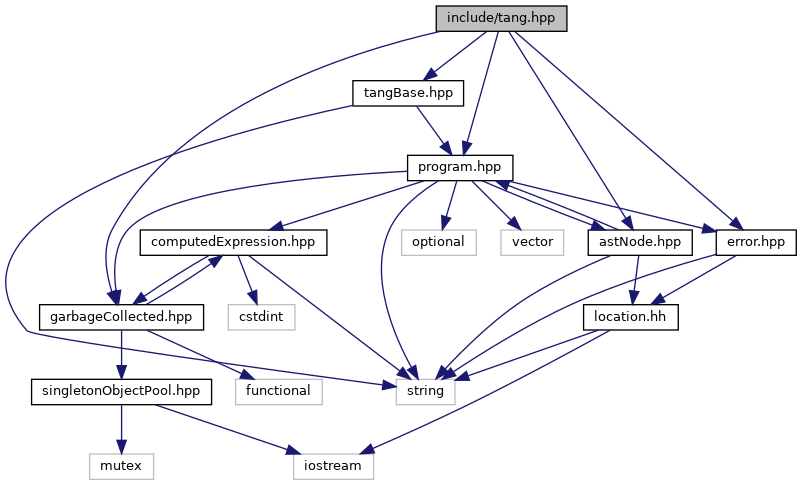 include/tang.hpp
tangBase.hpp
program.hpp
computedExpression.hpp
optional
vector
astNode.hpp
error.hpp
garbageCollected.hpp
cstdint
location.hh
singletonObjectPool.hpp
functional
string
mutex
iostream